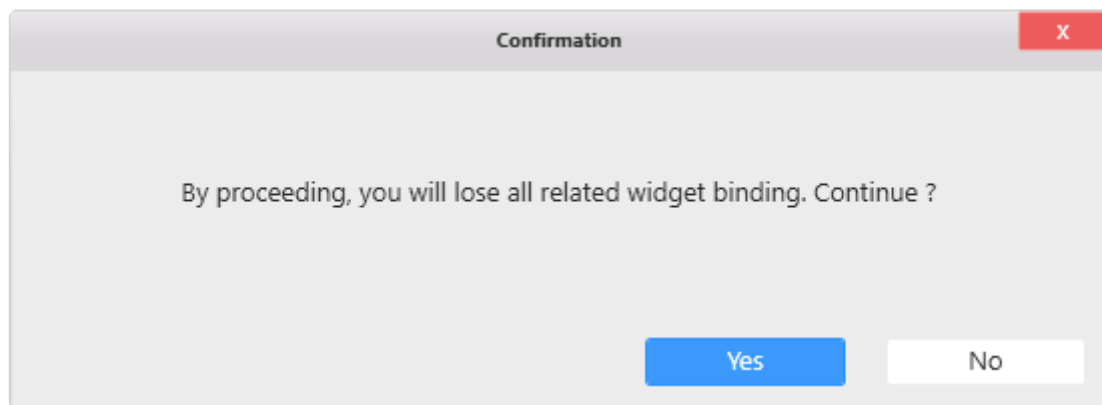 Confirmation
X
By proceeding, you will lose all related widget binding. Continue ?
Yes
No